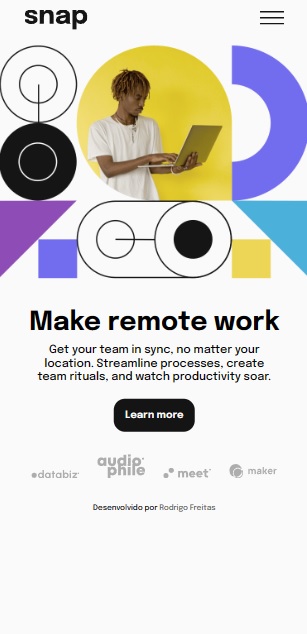 snap
Make remote work
Get your team in sync, no matter your
location. Streamline processes, create
team rituals, and watch productivity soar.
Learn more
databiz
audiophile
meet
maker
Desenvolvido por Rodrigo Freitas